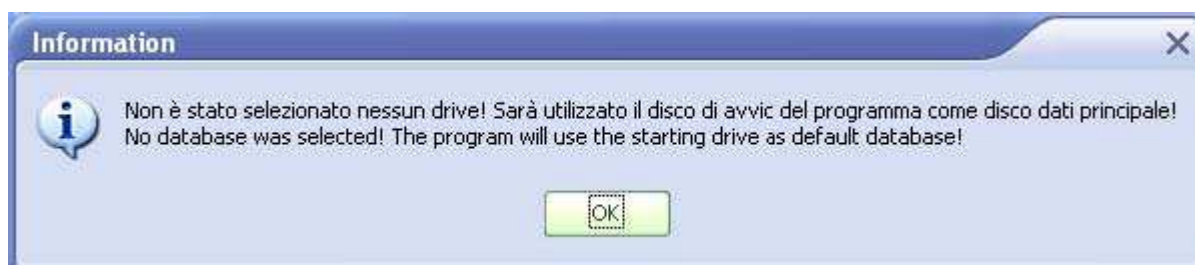 Information
Non è stato selezionato nessun drive! Sarà utilizzato il disco di avvic del programma come disco dati principale!
No database was selected! The program will use the starting drive as default database!
OK